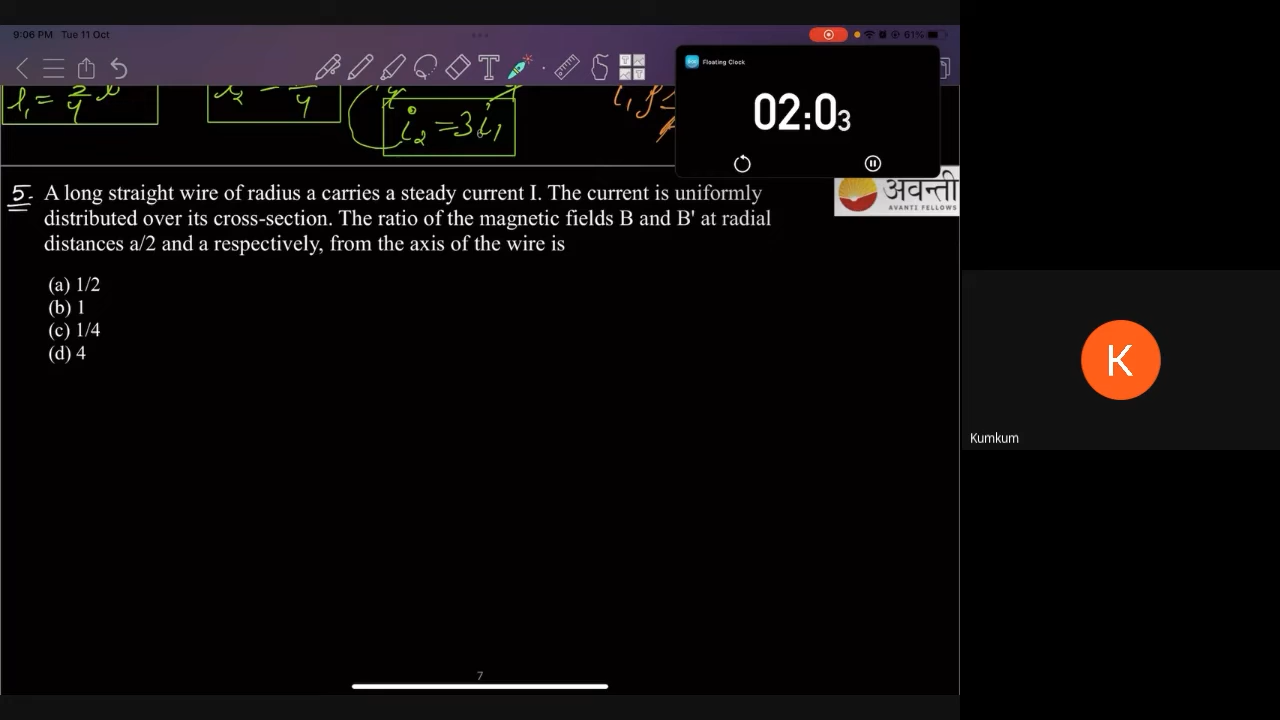 9:06 PM Tue 11 Oct
61%
Floating Clock
02:03
i₂ = 3i₁
5. A long straight wire of radius a carries a steady current I. The current is uniformly
distributed over its cross-section. The ratio of the magnetic fields B and B' at radial
distances a/2 and a respectively, from the axis of the wire is
अवन्ती
AVANTI FELLOWS
(a) 1/2
(b) 1
(c) 1/4
(d) 4
K
Kumkum
7